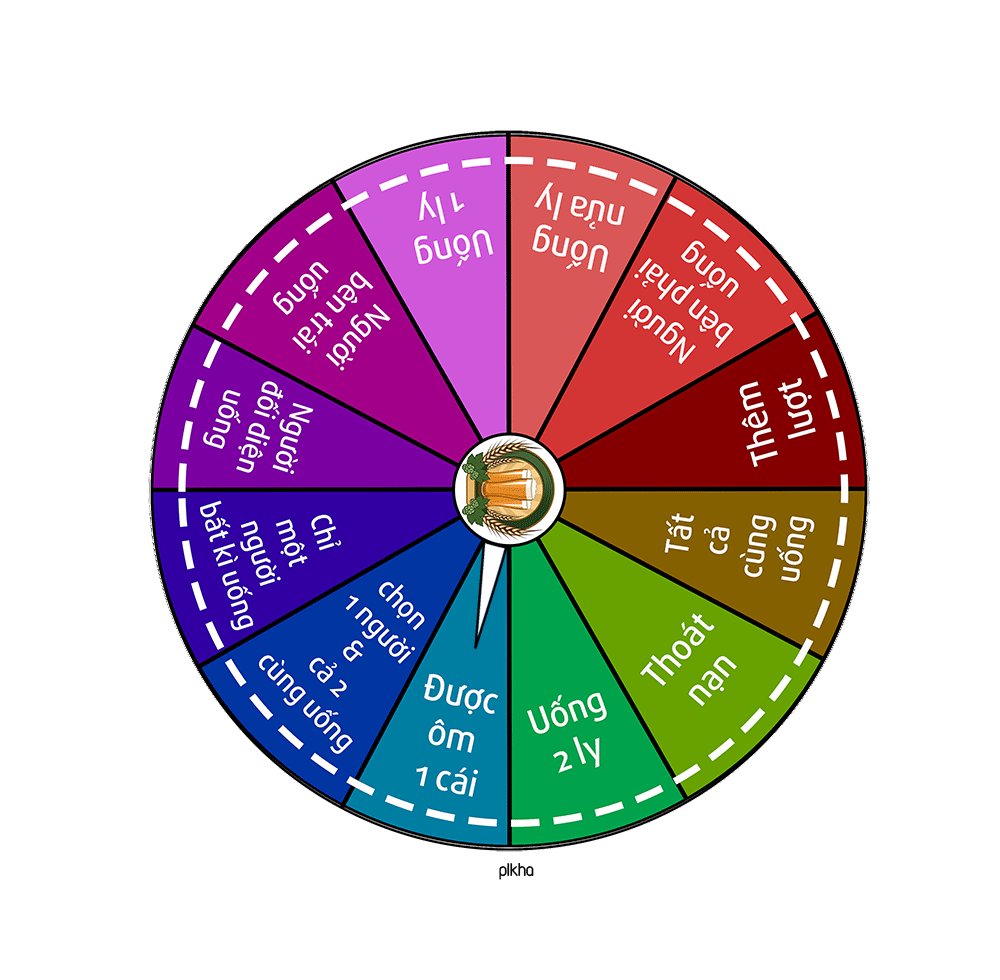 Uống
nửa ly
Người
bên phải
uống
Thêm
lượt
Tất
cả
cùng
uống
Thoát
nạn
Uống
2 ly
Được
ôm
1 cái
chọn
1 người
&
cả 2
cùng uống
Chỉ
một
người
bất kì uống
Người
đối diện
uống
Người
bên trái
uống
Uống
1 ly
plkha